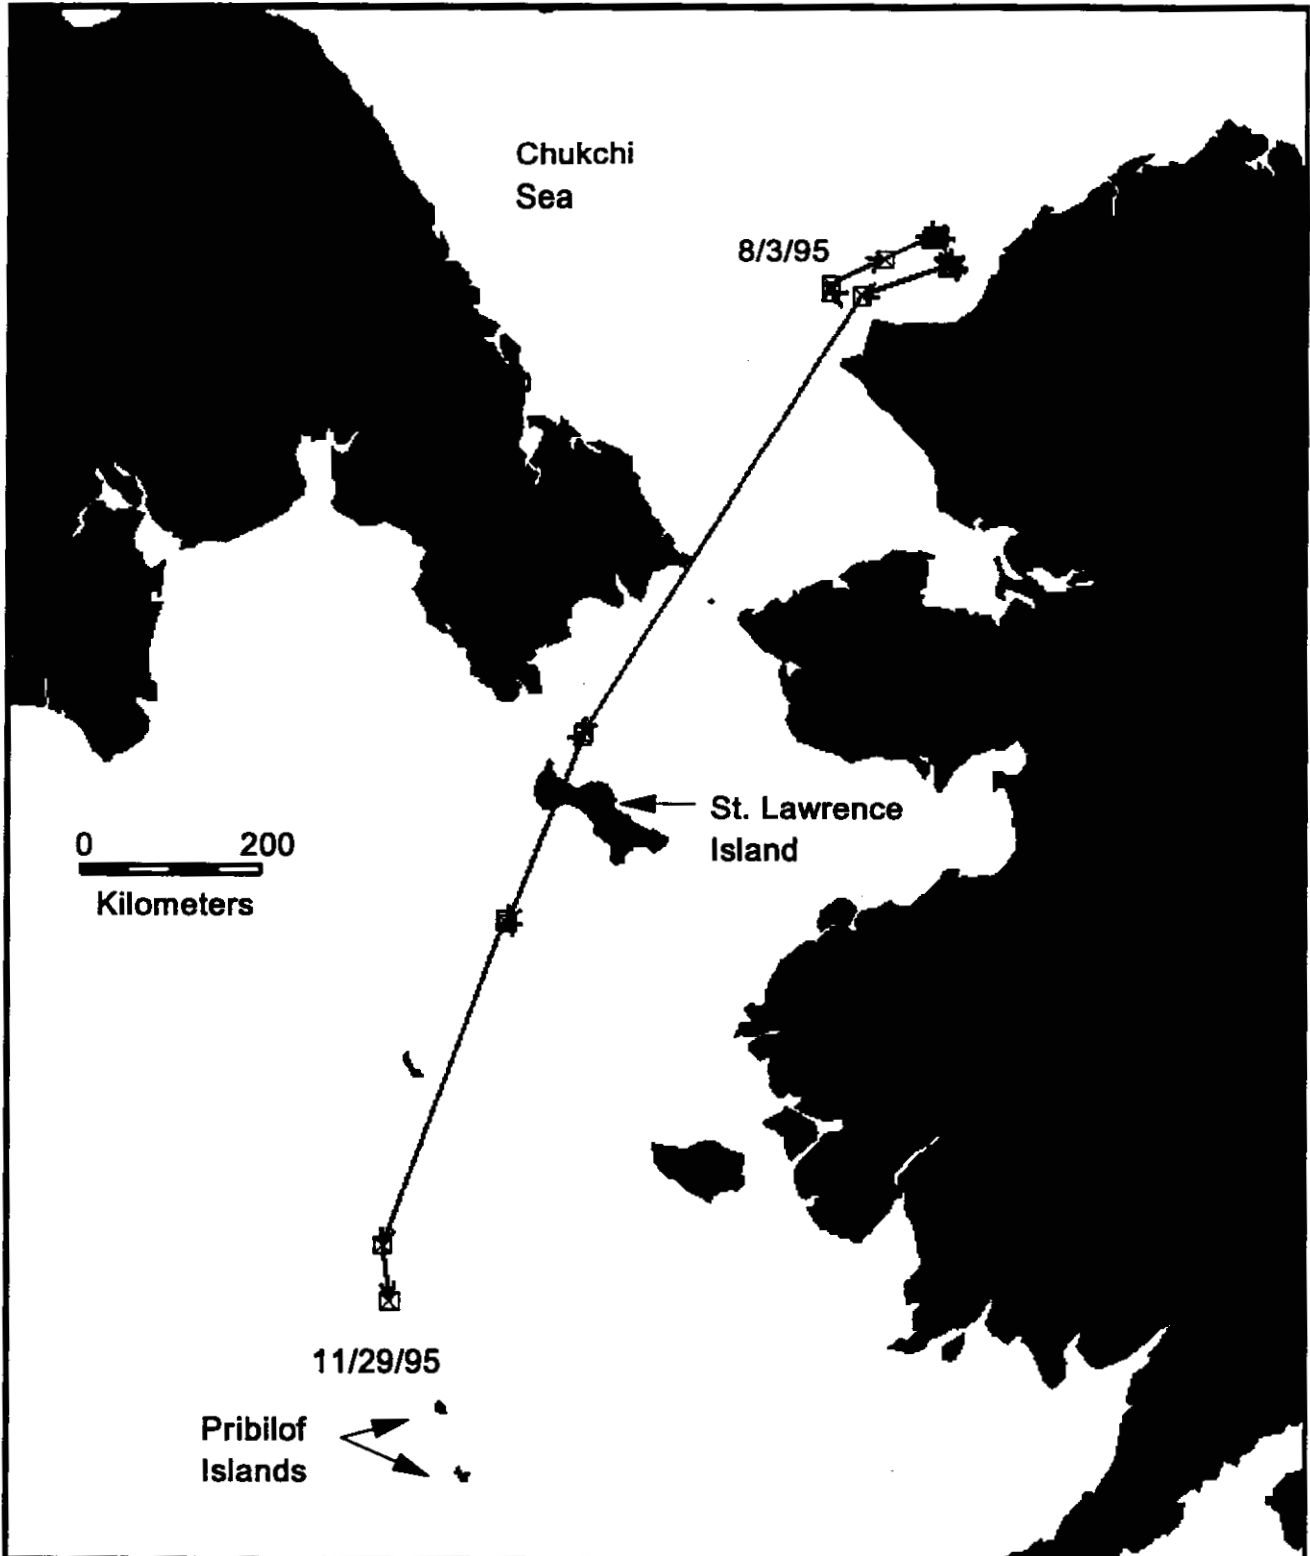 Chukchi
Sea
8/3/95
St. Lawrence
Island
0 200
Kilometers
11/29/95
Pribilof
Islands